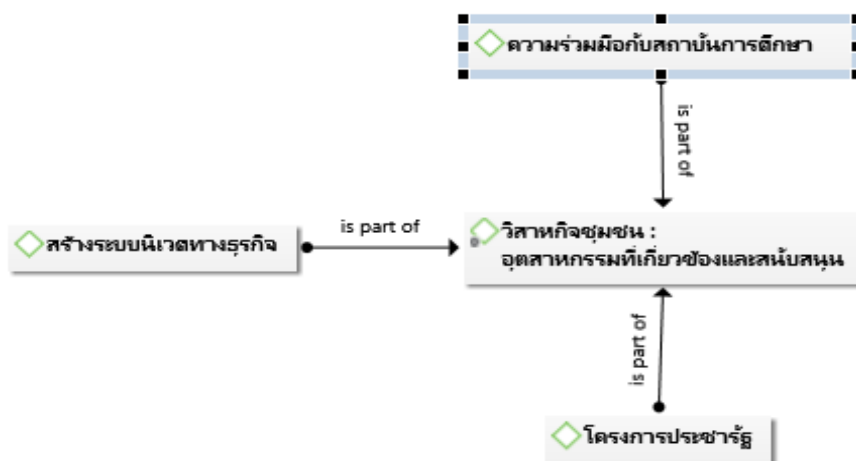 ความร่วมมือกับสถาบันการศึกษา
is part of
สร้างระบบนิเวศทางธุรกิจ
is part of
วิสาหกิจชุมชน :
อุตสาหกรรมที่เกี่ยวข้องและสนับสนุน
is part of
โครงการประชารัฐ